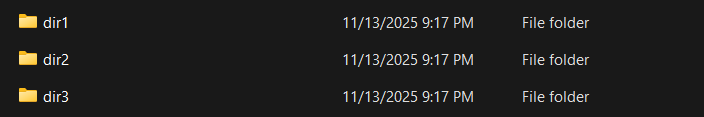 dir1 11/13/2025 9:17 PM File folder
dir2 11/13/2025 9:17 PM File folder
dir3 11/13/2025 9:17 PM File folder